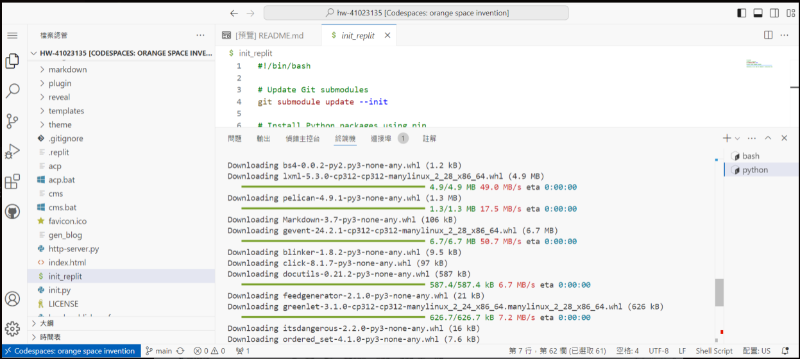 hw-41023135 [Codespaces: orange space invention]
檔案總管
HW-41023135 [CODESPACES: ORANGE SPACE INVE...
markdown
plugin
reveal
templates
theme
.gitignore
.replit
acp
acp.bat
cms
cms.bat
favicon.ico
gen_blog
http-server.py
index.html
init_replit
init.py
LICENSE
大綱
時間表
[預覽] README.md
init_replit
init_replit
1 #!/bin/bash
2
3 # Update Git submodules
4 git submodule update --init
5
6 # Install Python packages using pip
問題 輸出 偵錯主控台 終端機 連接埠 1 註解
Downloading bs4-0.0.2-py2.py3-none-any.whl (1.2 kB)
Downloading lxml-5.3.0-cp312-cp312-manylinux_2_28_x86_64.whl (4.9 MB)
4.9/4.9 MB 49.0 MB/s eta 0:00:00
Downloading pelican-4.9.1-py3-none-any.whl (1.3 MB)
1.3/1.3 MB 17.5 MB/s eta 0:00:00
Downloading Markdown-3.7-py3-none-any.whl (106 kB)
Downloading gevent-24.2.1-cp312-cp312-manylinux_2_28_x86_64.whl (6.7 MB)
6.7/6.7 MB 50.7 MB/s eta 0:00:00
Downloading blinker-1.8.2-py3-none-any.whl (9.5 kB)
Downloading click-8.1.7-py3-none-any.whl (97 kB)
Downloading docutils-0.21.2-py3-none-any.whl (587 kB)
587.4/587.4 kB 6.7 MB/s eta 0:00:00
Downloading feedgenerator-2.1.0-py3-none-any.whl (21 kB)
Downloading greenlet-3.1.0-cp312-cp312-manylinux_2_24_x86_64.manylinux_2_28_x86_64.whl (626 kB)
626.7/626.7 kB 7.2 MB/s eta 0:00:00
Downloading itsdangerous-2.2.0-py3-none-any.whl (16 kB)
Downloading ordered_set-4.1.0-py3-none-any.whl (7.6 kB)
bash
python
Codespaces: orange space invention
main
0 0
1
第 7 行，第 62 欄 (已選取 61)
空格: 4
UTF-8
LF
Shell Script
配置: US